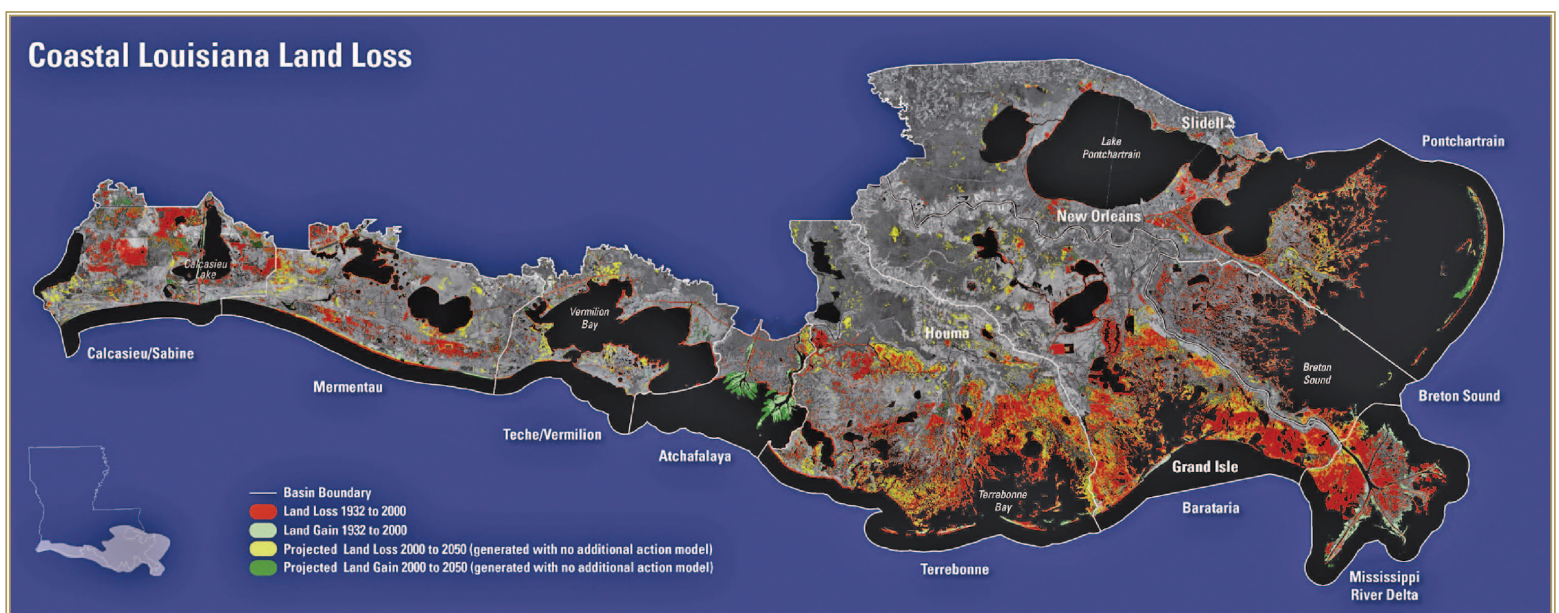 Coastal Louisiana Land Loss
Slidell
Lake
Pontchartrain
Pontchartrain
New Orleans
Calcasieu
Lake
Vermilion
Bay
Houma
Calcasieu/Sabine
Mermentau
Breton
Sound
Breton Sound
Teche/Vermilion
Atchafalaya
Grand Isle
Terrebonne
Bay
Barataria
Terrebonne
Mississippi
River Delta
Basin Boundary
Land Loss 1932 to 2000
Land Gain 1932 to 2000
Projected Land Loss 2000 to 2050 (generated with no additional action model)
Projected Land Gain 2000 to 2050 (generated with no additional action model)